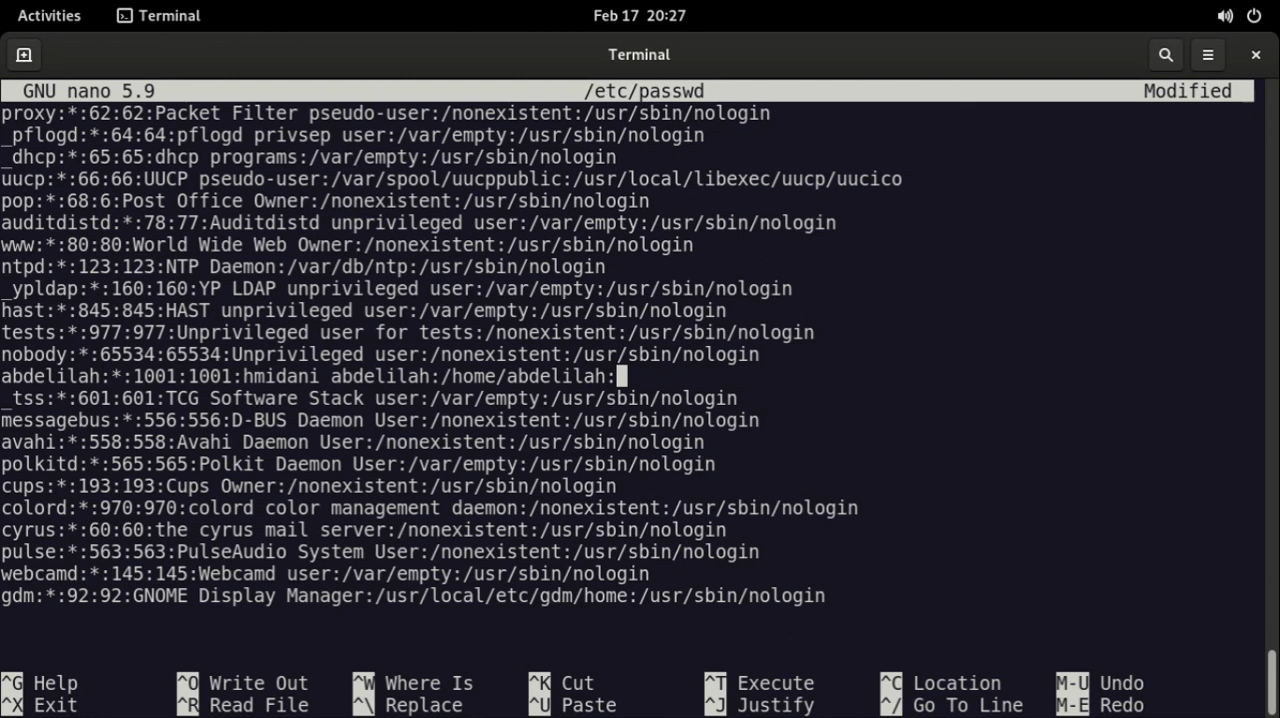 Activities Terminal Feb 17 20:27
Terminal
GNU nano 5.9 /etc/passwd Modified
proxy:*:62:62:Packet Filter pseudo-user:/nonexistent:/usr/sbin/nologin
_pflogd:*:64:64:pflogd privsep user:/var/empty:/usr/sbin/nologin
_dhcp:*:65:65:dhcp programs:/var/empty:/usr/sbin/nologin
uucp:*:66:66:UUCP pseudo-user:/var/spool/uucppublic:/usr/local/libexec/uucp/uucico
pop:*:68:6:Post Office Owner:/nonexistent:/usr/sbin/nologin
auditdistd:*:78:77:Auditdistd unprivileged user:/var/empty:/usr/sbin/nologin
www:*:80:80:World Wide Web Owner:/nonexistent:/usr/sbin/nologin
ntpd:*:123:123:NTP Daemon:/var/db/ntp:/usr/sbin/nologin
_ypldap:*:160:160:YP LDAP unprivileged user:/var/empty:/usr/sbin/nologin
hast:*:845:845:HAST unprivileged user:/var/empty:/usr/sbin/nologin
tests:*:977:977:Unprivileged user for tests:/nonexistent:/usr/sbin/nologin
nobody:*:65534:65534:Unprivileged user:/nonexistent:/usr/sbin/nologin
abdelilah:*:1001:1001:hmidani abdelilah:/home/abdelilah:
_tss:*:601:601:TCG Software Stack user:/var/empty:/usr/sbin/nologin
messagebus:*:556:556:D-BUS Daemon User:/nonexistent:/usr/sbin/nologin
avahi:*:558:558:Avahi Daemon User:/nonexistent:/usr/sbin/nologin
polkitd:*:565:565:Polkit Daemon User:/var/empty:/usr/sbin/nologin
cups:*:193:193:Cups Owner:/nonexistent:/usr/sbin/nologin
colord:*:970:970:colord color management daemon:/nonexistent:/usr/sbin/nologin
cyrus:*:60:60:the cyrus mail server:/nonexistent:/usr/sbin/nologin
pulse:*:563:563:PulseAudio System User:/nonexistent:/usr/sbin/nologin
webcamd:*:145:145:Webcamd user:/var/empty:/usr/sbin/nologin
gdm:*:92:92:GNOME Display Manager:/usr/local/etc/gdm/home:/usr/sbin/nologin
^G Help ^O Write Out ^W Where Is ^K Cut ^T Execute ^C Location M-U Undo
^X Exit ^R Read File ^\ Replace ^U Paste ^J Justify ^/ Go To Line M-E Redo